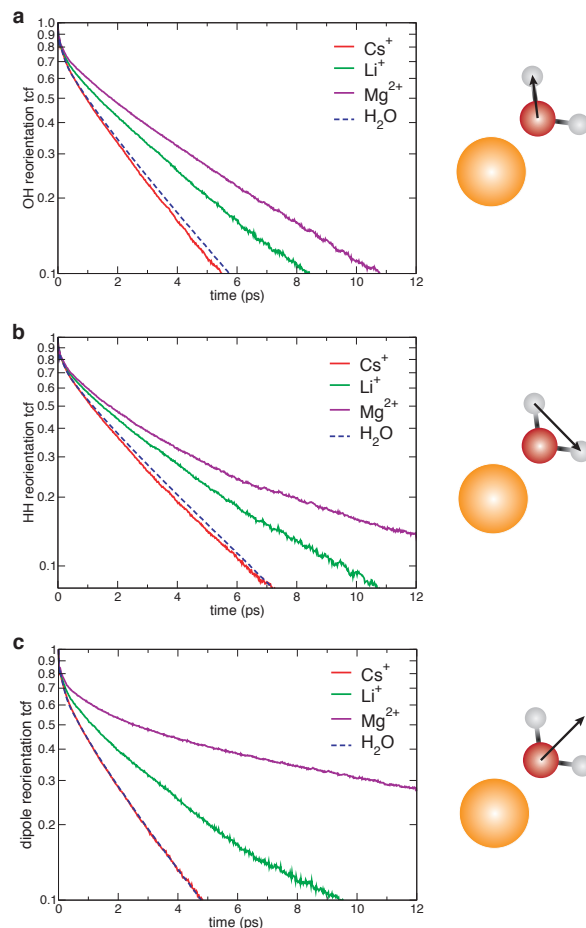 a
1.0
0.9
0.8
0.7
0.6
0.5
0.4
0.3
0.2
0.1
OH reorientation tcf
Cs+
Li+
Mg2+
H2O
0 2 4 6 8 10 12
time (ps)
b
1
0.9
0.8
0.7
0.6
0.5
0.4
0.3
0.2
0.1
HH reorientation tcf
Cs+
Li+
Mg2+
H2O
0 2 4 6 8 10 12
time (ps)
c
1
0.9
0.8
0.7
0.6
0.5
0.4
0.3
0.2
0.1
dipole reorientation tcf
Cs+
Li+
Mg2+
H2O
0 2 4 6 8 10 12
time (ps)